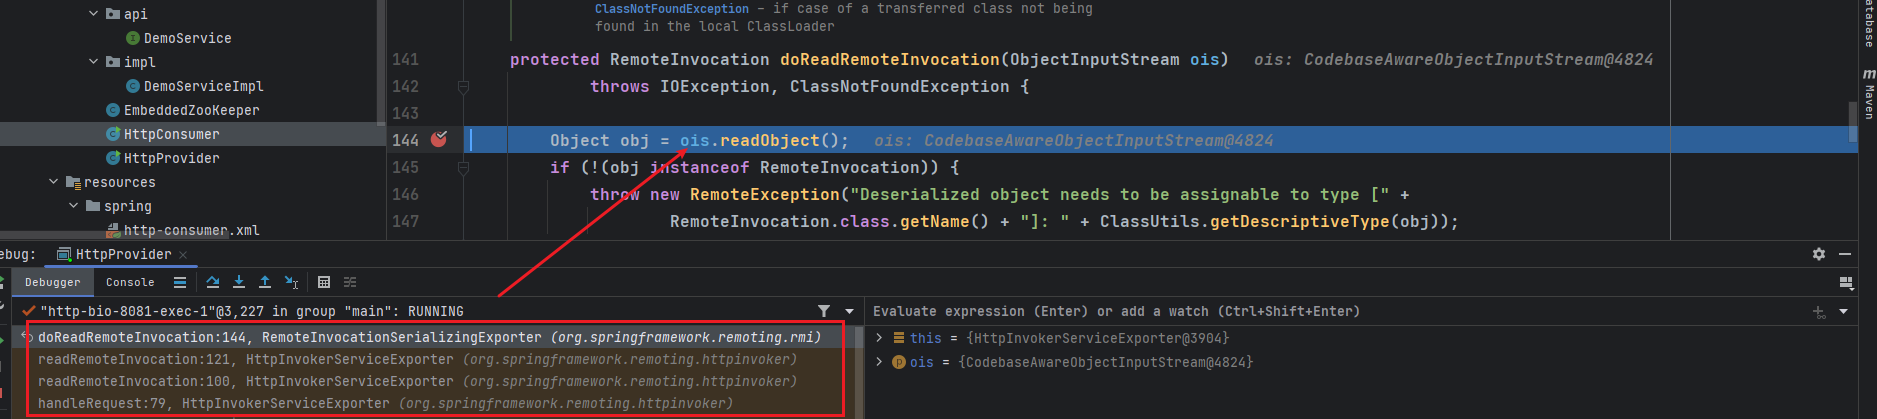 api
DemoService
impl
DemoServiceImpl
EmbeddedZooKeeper
HttpConsumer
HttpProvider
resources
spring
http-consumer.xml
ClassNotFoundException – if case of a transferred class not being
found in the local ClassLoader
141 protected RemoteInvocation doReadRemoteInvocation(ObjectInputStream ois) ois: CodebaseAwareObjectInputStream@4824
142 throws IOException, ClassNotFoundException {
143
144 Object obj = ois.readObject(); ois: CodebaseAwareObjectInputStream@4824
145 if (!(obj instanceof RemoteInvocation)) {
146 throw new RemoteException("Deserialized object needs to be assignable to type [" +
147 RemoteInvocation.class.getName() + "]: " + ClassUtils.getDescriptiveType(obj));
atabase
m Maven
ebug: HttpProvider
Debugger Console
"http-bio-8081-exec-1"@3,227 in group "main": RUNNING
doReadRemoteInvocation:144, RemoteInvocationSerializingExporter (org.springframework.remoting.rmi)
readRemoteInvocation:121, HttpInvokerServiceExporter (org.springframework.remoting.httpinvoker)
readRemoteInvocation:100, HttpInvokerServiceExporter (org.springframework.remoting.httpinvoker)
handleRequest:79, HttpInvokerServiceExporter (org.springframework.remoting.httpinvoker)
Evaluate expression (Enter) or add a watch (Ctrl+Shift+Enter)
this = {HttpInvokerServiceExporter@3904}
ois = {CodebaseAwareObjectInputStream@4824}